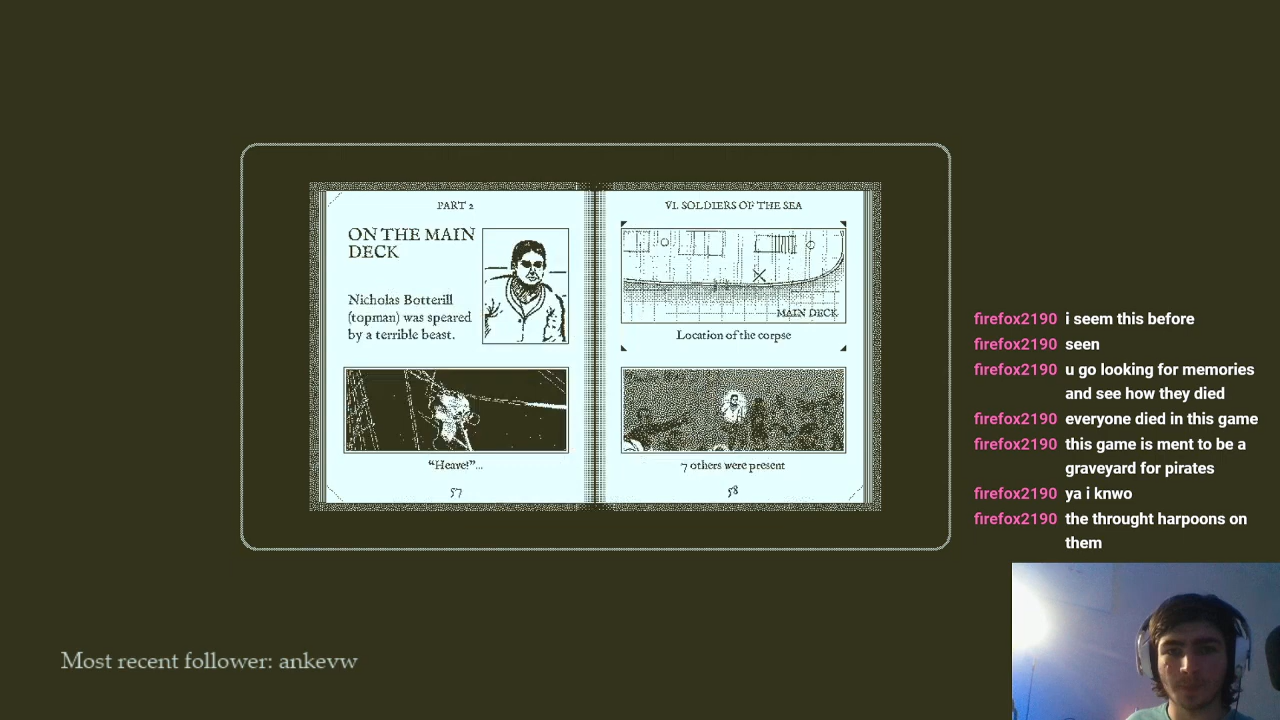 PART 2
ON THE MAIN
DECK
Nicholas Botterill
(topman) was speared
by a terrible beast.
"Heave!"...
57
VI. SOLDIERS OF THE SEA
MAIN DECK
Location of the corpse
7 others were present
58
firefox2190 i seem this before
firefox2190 seen
firefox2190 u go looking for memories
and see how they died
firefox2190 everyone died in this game
firefox2190 this game is ment to be a
graveyard for pirates
firefox2190 ya i knwo
firefox2190 the throught harpoons on
them
Most recent follower: ankevw